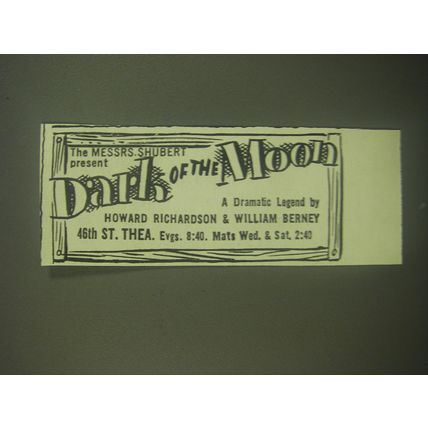 The MESSRS. SHUBERT
present
Dark OF THE Moon
A Dramatic Legend by
HOWARD RICHARDSON & WILLIAM BERNEY
46th ST. THEA. Evgs. 8:40. Mats Wed. & Sat. 2:40